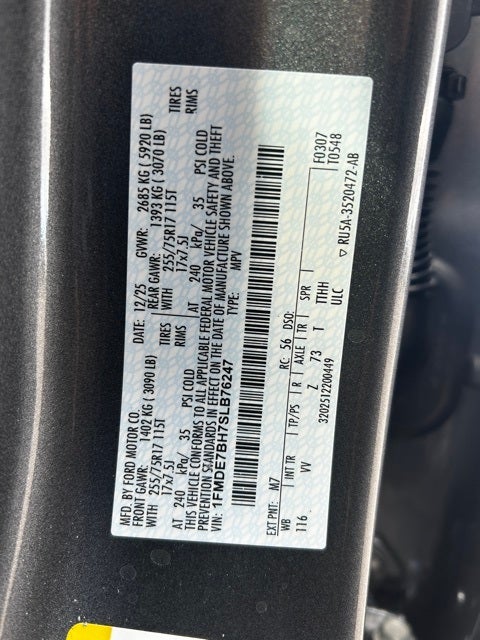 MFD. BY FORD MOTOR CO. DATE: 12/25 GVWR: 2685 KG ( 5920 LB)
FRONT GAWR: 1402 KG ( 3090 LB) REAR GAWR: 1393 KG ( 3070 LB)
WITH 255/75R17 115T TIRES WITH 255/75R17 115T TIRES
17x7.5J RIMS 17x7.5J RIMS
AT 240 kPa/ 35 PSI COLD AT 240 kPa/ 35 PSI COLD
THIS VEHICLE CONFORMS TO ALL APPLICABLE FEDERAL MOTOR VEHICLE SAFETY AND THEFT
PREVENTION STANDARDS IN EFFECT ON THE DATE OF MANUFACTURE SHOWN ABOVE.
VIN: 1FMDE7BH7SLB76247 TYPE: MPV
EXT PNT: M7 RC: 56 DSO: F0307
WB INT TR TP/PS R AXLE TR SPR T0548
116 VV Z 73 T TTHH
ULC
3202512200449 ▽ RU5A-3520472-AB